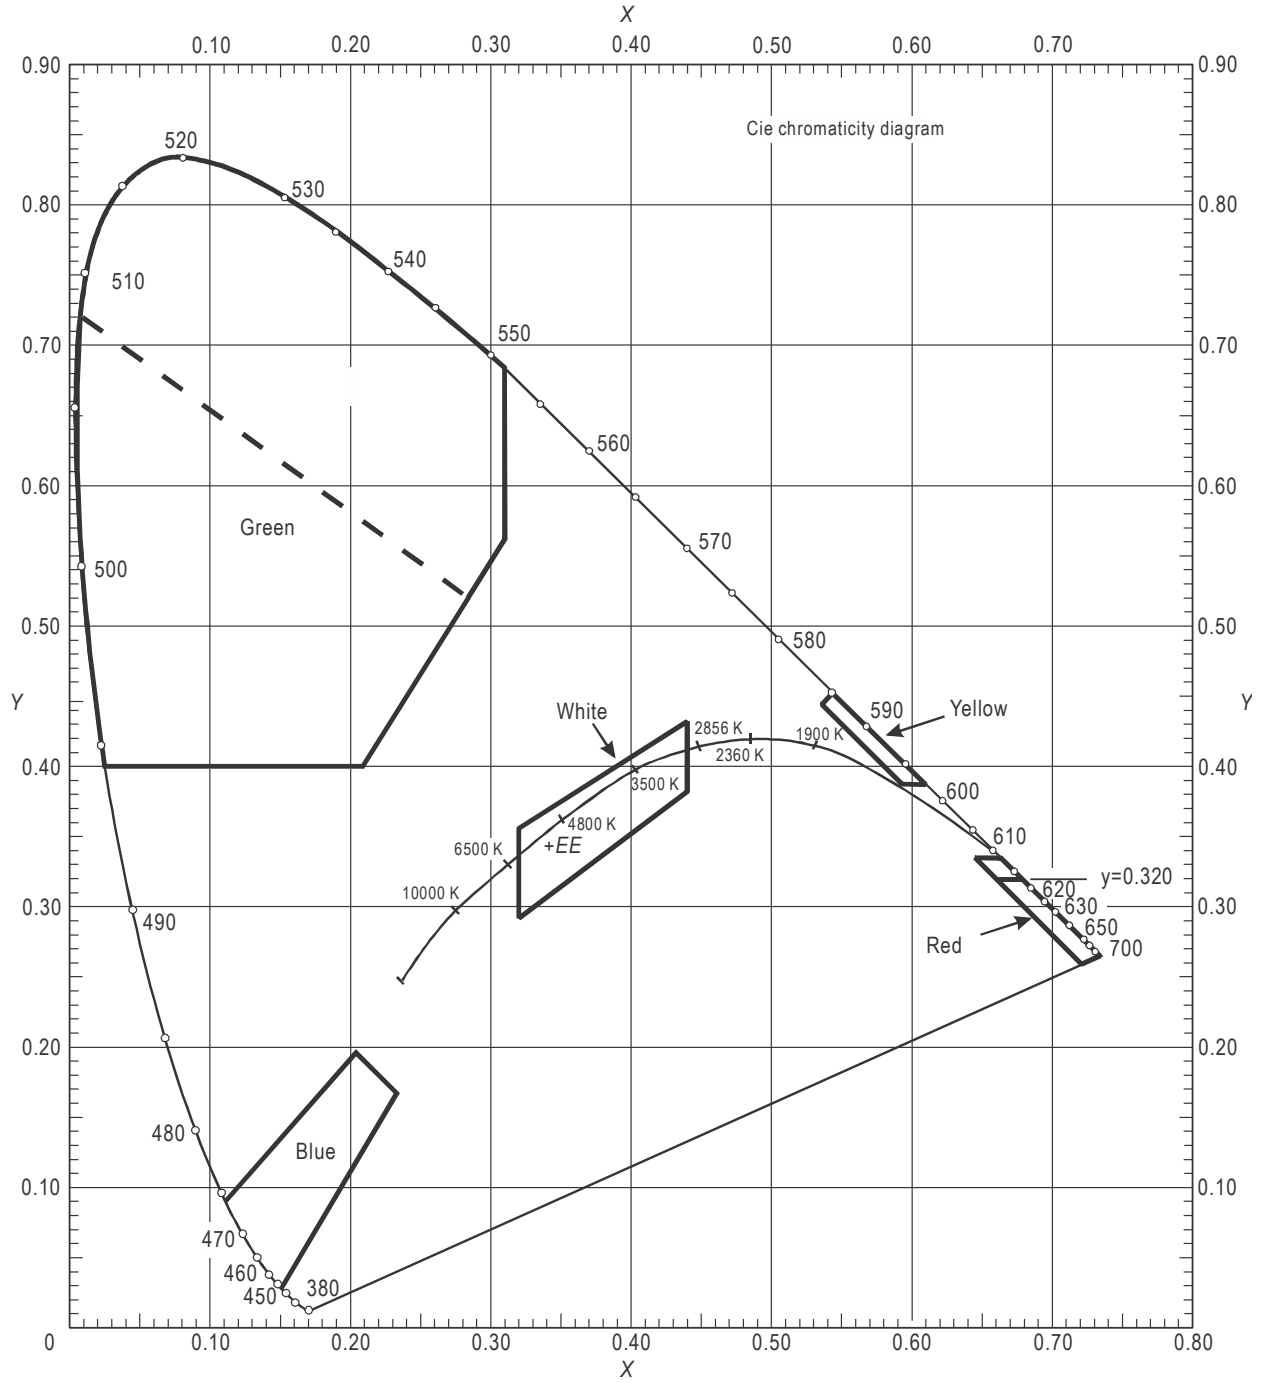 X
0.10 0.20 0.30 0.40 0.50 0.60 0.70
0.90 0.90
Cie chromaticity diagram
520
530
0.80 0.80
540
510
550
0.70 0.70
560
0.60 0.60
Green
570
500
0.50 0.50
580
Y Y
White
590
Yellow
2856 K
1900 K
2360 K
0.40 0.40
3500 K
600
4800 K
610
+EE
6500 K
y=0.320
10000 K
620
0.30 0.30
630
490
650
Red
700
0.20 0.20
480
Blue
0.10 0.10
470
460
380
450
0 0.10 0.20 0.30 0.40 0.50 0.60 0.70 0.80
X